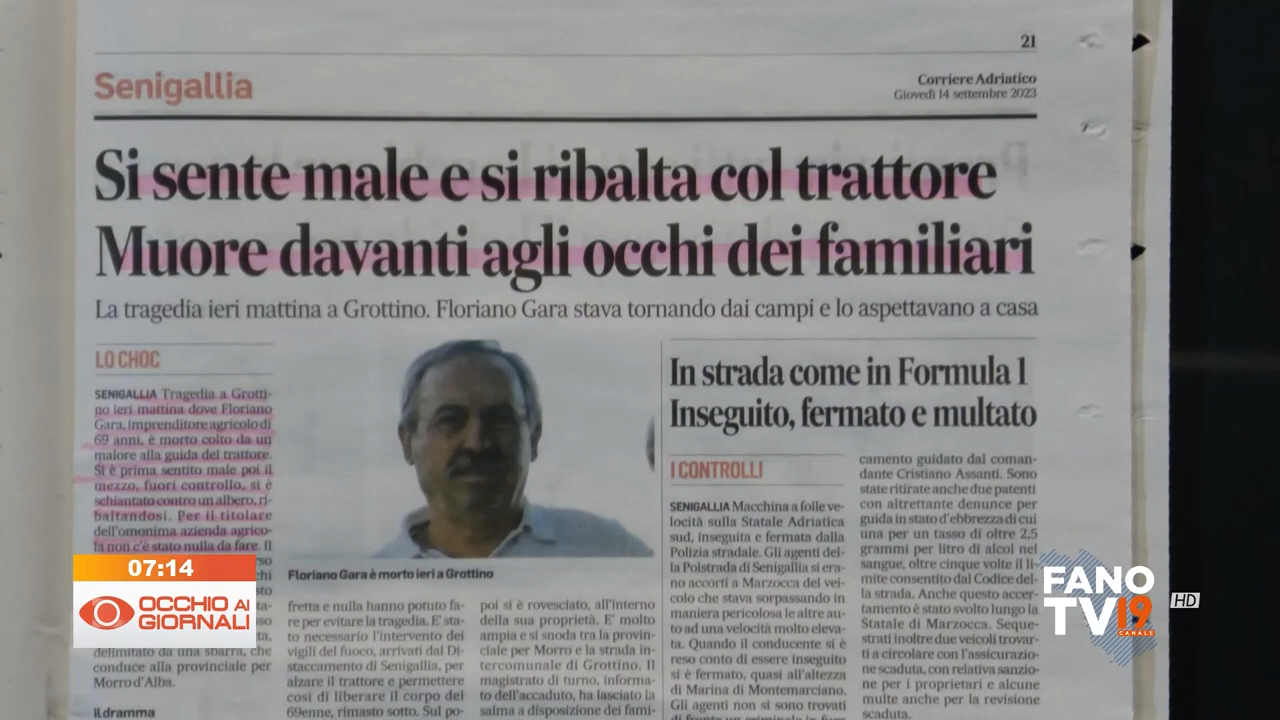 21
Senigallia
Corriere Adriatico
Giovedì 14 settembre 2023
Si sente male e si ribalta col trattore
Muore davanti agli occhi dei familiari
La tragedia ieri mattina a Grottino. Floriano Gara stava tornando dai campi e lo aspettavano a casa
LO CHOC
SENIGALLIA Tragedia a Grotti-
no ieri mattina dove Floriano
Gara, imprenditore agricolo di
69 anni, è morto colto da un
malore alla guida del trattore.
Si è prima sentito male poi il
mezzo, fuori controllo, si è
schiantato contro un albero, ri-
baltandosi. Per il titolare
dell'omonima azienda agrico-
la non c'è stato nulla da fare. Il
delimitato da una sbarra, che
conduce alla provinciale per
Morro d'Alba.
Il dramma
Floriano Gara è morto ieri a Grottino
fretta e nulla hanno potuto fa-
re per evitare la tragedia. E' sta-
to necessario l'intervento dei
vigili del fuoco, arrivati dal Di-
staccamento di Senigallia, per
alzare il trattore e permettere
così di liberare il corpo del
69enne, rimasto sotto. Sul po-
poi si è rovesciato, all'interno
della sua proprietà. E' molto
ampia e si snoda tra la provin-
ciale per Morro e la strada in-
tercomunale di Grottino. Il
magistrato di turno, informa-
to dell'accaduto, ha lasciato la
salma a disposizione dei fami-
In strada come in Formula 1
Inseguito, fermato e multato
I CONTROLLI
SENIGALLIA Macchina a folle ve-
locità sulla Statale Adriatica
sud, inseguita e fermata dalla
Polizia stradale. Gli agenti del-
la Polstrada di Senigallia si era-
no accorti a Marzocca del vei-
colo che stava sorpassando in
maniera pericolosa le altre au-
to ad una velocità molto eleva-
ta. Quando il conducente si è
reso conto di essere inseguito
si è fermato, quasi all'altezza
di Marina di Montemarciano.
Gli agenti non si sono trovati
camento guidato dal coman-
dante Cristiano Assanti. Sono
state ritirate anche due patenti
con altrettante denunce per
guida in stato d'ebbrezza di cui
una per un tasso di oltre 2,5
grammi per litro di alcol nel
sangue, oltre cinque volte il li-
mite consentito dal Codice del-
la strada. Anche questo accer-
tamento è stato svolto lungo la
Statale di Marzocca. Seque-
strati inoltre due veicoli trovar-
ti a circolare con l'assicurazio-
ne scaduta, con relativa sanzio-
ne per i proprietari e alcune
multe anche per la revisione
scaduta.
07:14
OCCHIO AI
GIORNALI
FANO
TV 19
CANALE
HD